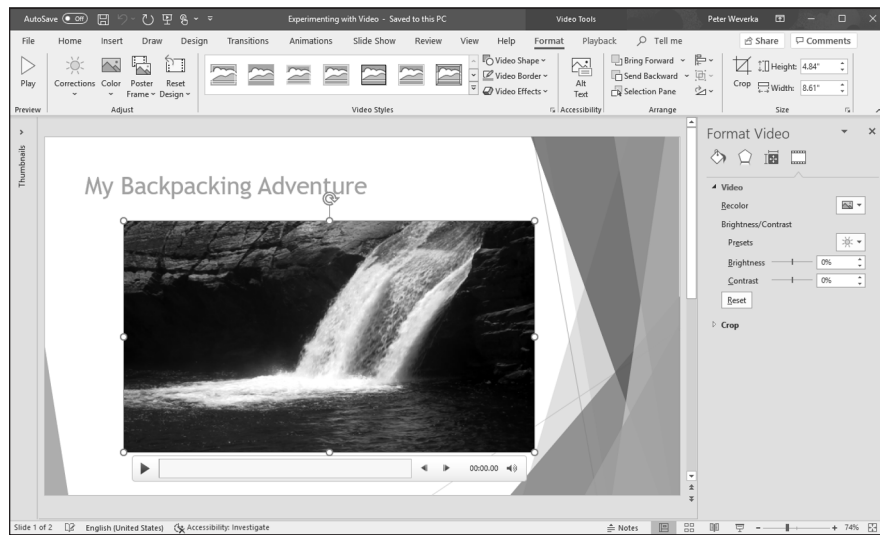 AutoSave Off Experimenting with Video - Saved to this PC Video Tools Peter Weverka
File Home Insert Draw Design Transitions Animations Slide Show Review View Help Format Playback Tell me Share Comments
Play
Corrections
Color
Poster Frame
Reset Design
Video Shape
Video Border
Video Effects
Alt Text
Bring Forward
Send Backward
Selection Pane
Crop
Height: 4.84"
Width: 8.61"
Preview Adjust Video Styles Accessibility Arrange Size
Thumbnails
My Backpacking Adventure
00:00.00
Format Video
Video
Recolor
Brightness/Contrast
Presets
Brightness 0%
Contrast 0%
Reset
Crop
Slide 1 of 2 English (United States) Accessibility: Investigate Notes 74%